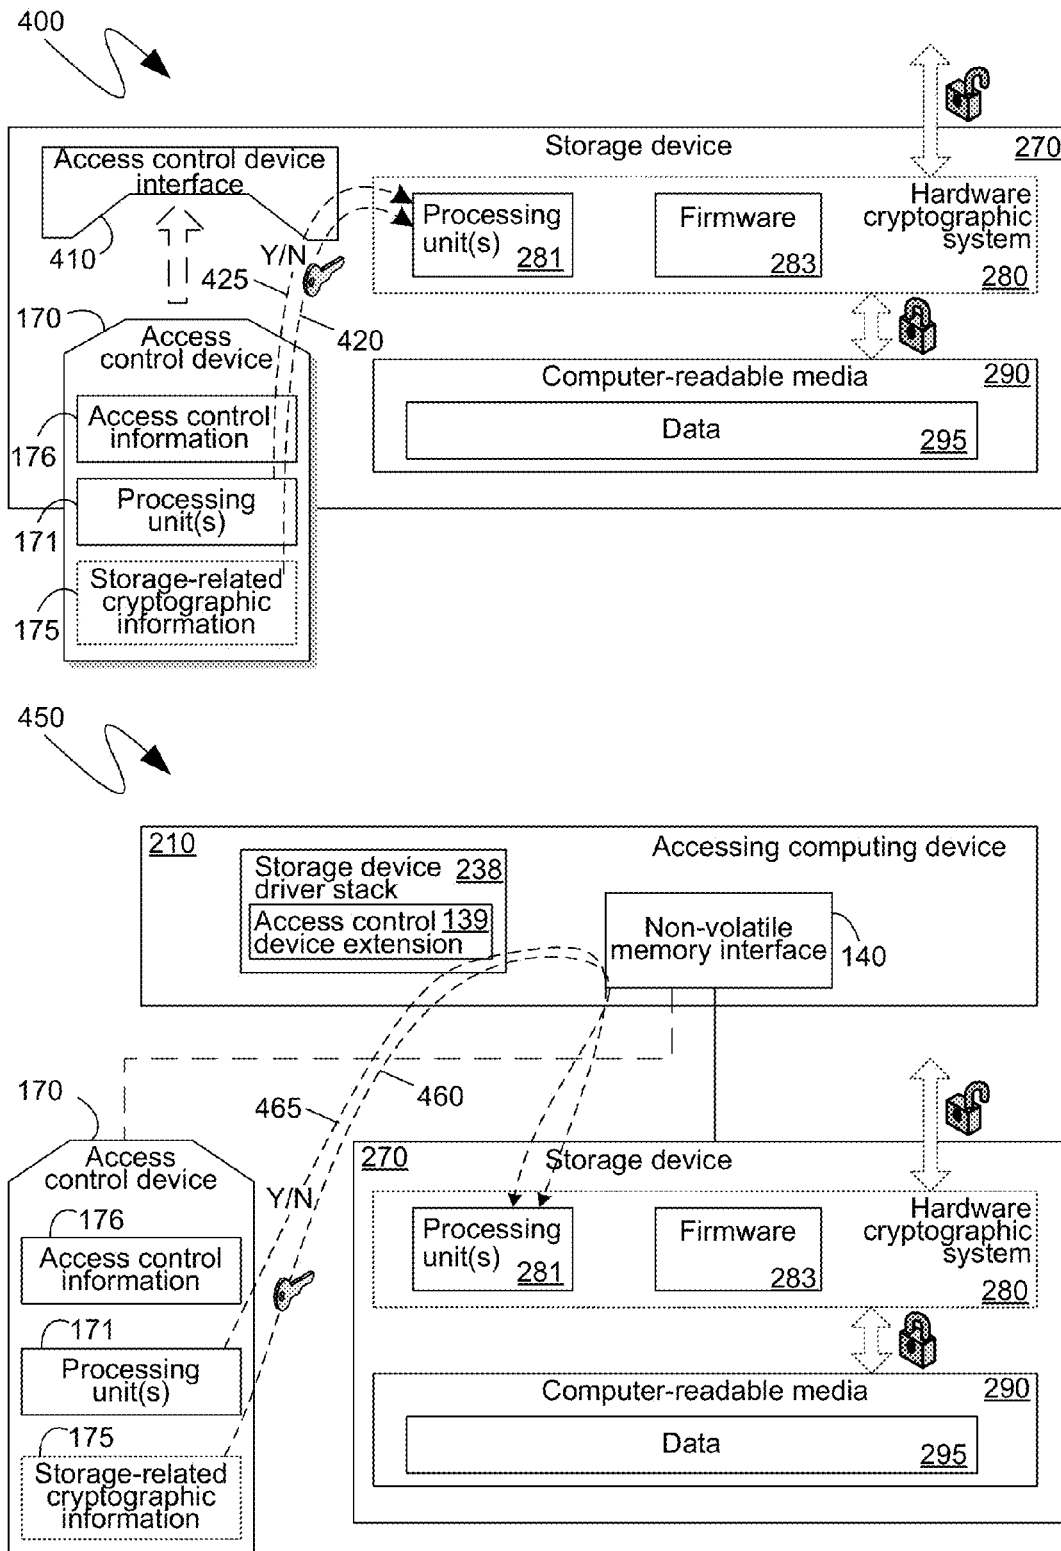 400
Storage device
270
Access control device
interface
410
Processing
unit(s)
281
Firmware
283
Hardware
cryptographic
system
280
Y/N
425
420
170
Access
control device
Access control
information
176
Processing
unit(s)
171
Storage-related
cryptographic
information
175
Computer-readable media
290
Data
295
450
210
Accessing computing device
Storage device
driver stack
238
Access control
device extension
139
Non-volatile
memory interface
140
465
460
170
Access
control device
Y/N
176
Access control
information
171
Processing
unit(s)
175
Storage-related
cryptographic
information
270
Storage device
Processing
unit(s)
281
Firmware
283
Hardware
cryptographic
system
280
Computer-readable media
290
Data
295